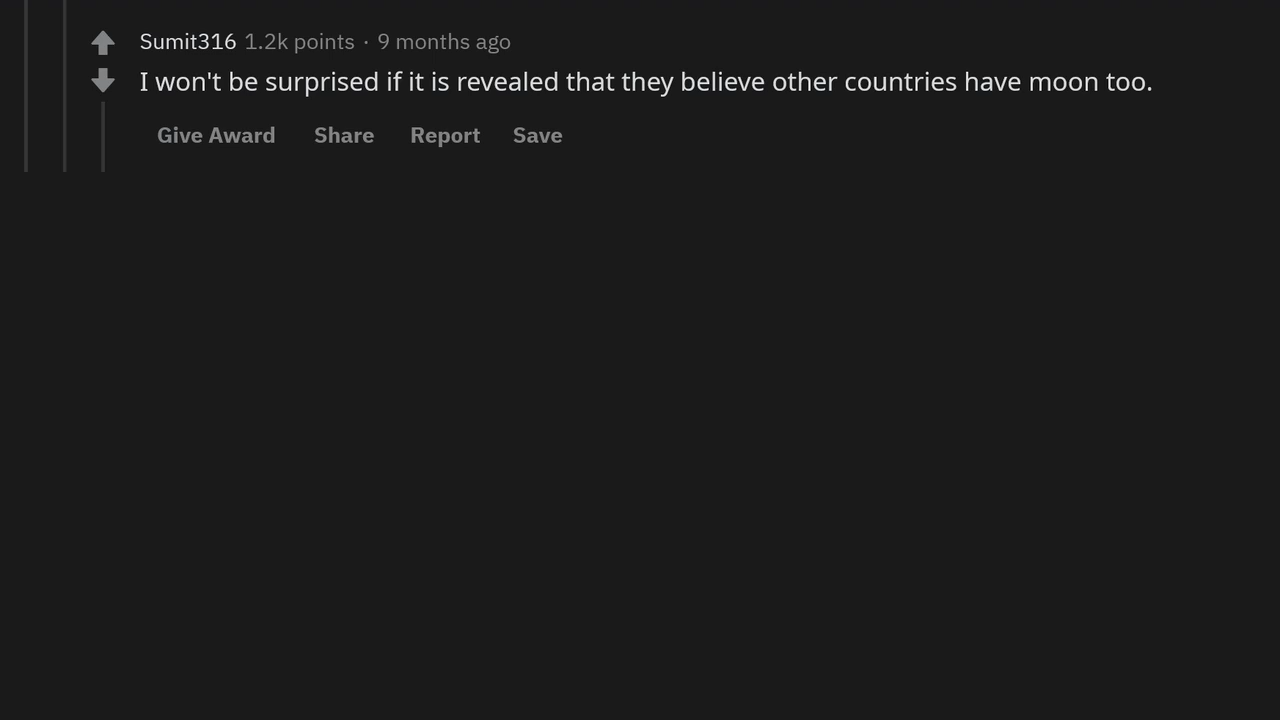 Sumit316 1.2k points · 9 months ago
I won't be surprised if it is revealed that they believe other countries have moon too.
Give Award Share Report Save